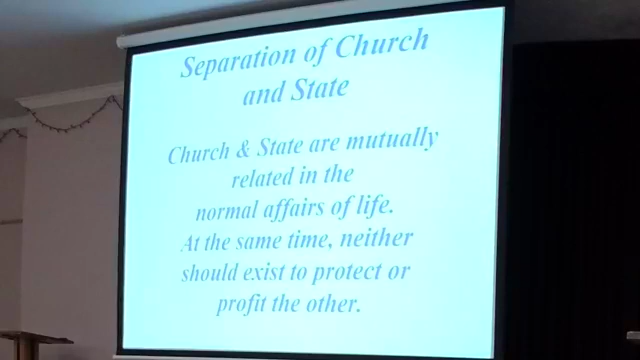 Separation of Church
and State
Church & State are mutually
related in the
normal affairs of life.
At the same time, neither
should exist to protect or
profit the other.